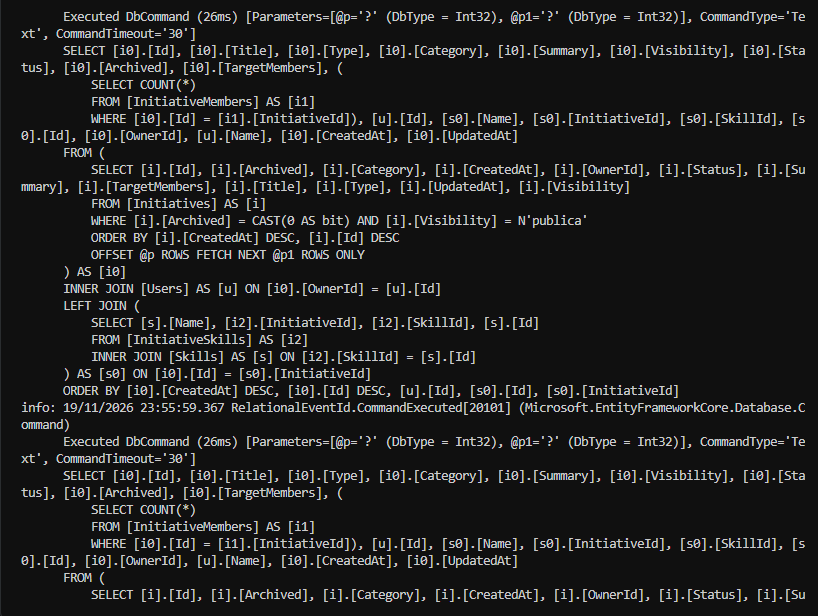 Executed DbCommand (26ms) [Parameters=[@p='?' (DbType = Int32), @p1='?' (DbType = Int32)], CommandType='Te
xt', CommandTimeout='30']
SELECT [i0].[Id], [i0].[Title], [i0].[Type], [i0].[Category], [i0].[Summary], [i0].[Visibility], [i0].[Sta
tus], [i0].[Archived], [i0].[TargetMembers], (
SELECT COUNT(*)
FROM [InitiativeMembers] AS [i1]
WHERE [i0].[Id] = [i1].[InitiativeId]), [u].[Id], [s0].[Name], [s0].[InitiativeId], [s0].[SkillId], [s
0].[Id], [i0].[OwnerId], [u].[Name], [i0].[CreatedAt], [i0].[UpdatedAt]
FROM (
SELECT [i].[Id], [i].[Archived], [i].[Category], [i].[CreatedAt], [i].[OwnerId], [i].[Status], [i].[Su
mmary], [i].[TargetMembers], [i].[Title], [i].[Type], [i].[UpdatedAt], [i].[Visibility]
FROM [Initiatives] AS [i]
WHERE [i].[Archived] = CAST(0 AS bit) AND [i].[Visibility] = N'publica'
ORDER BY [i].[CreatedAt] DESC, [i].[Id] DESC
OFFSET @p ROWS FETCH NEXT @p1 ROWS ONLY
) AS [i0]
INNER JOIN [Users] AS [u] ON [i0].[OwnerId] = [u].[Id]
LEFT JOIN (
SELECT [s].[Name], [i2].[InitiativeId], [i2].[SkillId], [s].[Id]
FROM [InitiativeSkills] AS [i2]
INNER JOIN [Skills] AS [s] ON [i2].[SkillId] = [s].[Id]
) AS [s0] ON [i0].[Id] = [s0].[InitiativeId]
ORDER BY [i0].[CreatedAt] DESC, [i0].[Id] DESC, [u].[Id], [s0].[Id], [s0].[InitiativeId]
info: 19/11/2026 23:55:59.367 RelationalEventId.CommandExecuted[20101] (Microsoft.EntityFrameworkCore.Database.C
ommand)
Executed DbCommand (26ms) [Parameters=[@p='?' (DbType = Int32), @p1='?' (DbType = Int32)], CommandType='Te
xt', CommandTimeout='30']
SELECT [i0].[Id], [i0].[Title], [i0].[Type], [i0].[Category], [i0].[Summary], [i0].[Visibility], [i0].[Sta
tus], [i0].[Archived], [i0].[TargetMembers], (
SELECT COUNT(*)
FROM [InitiativeMembers] AS [i1]
WHERE [i0].[Id] = [i1].[InitiativeId]), [u].[Id], [s0].[Name], [s0].[InitiativeId], [s0].[SkillId], [s
0].[Id], [i0].[OwnerId], [u].[Name], [i0].[CreatedAt], [i0].[UpdatedAt]
FROM (
SELECT [i].[Id], [i].[Archived], [i].[Category], [i].[CreatedAt], [i].[OwnerId], [i].[Status], [i].[Su